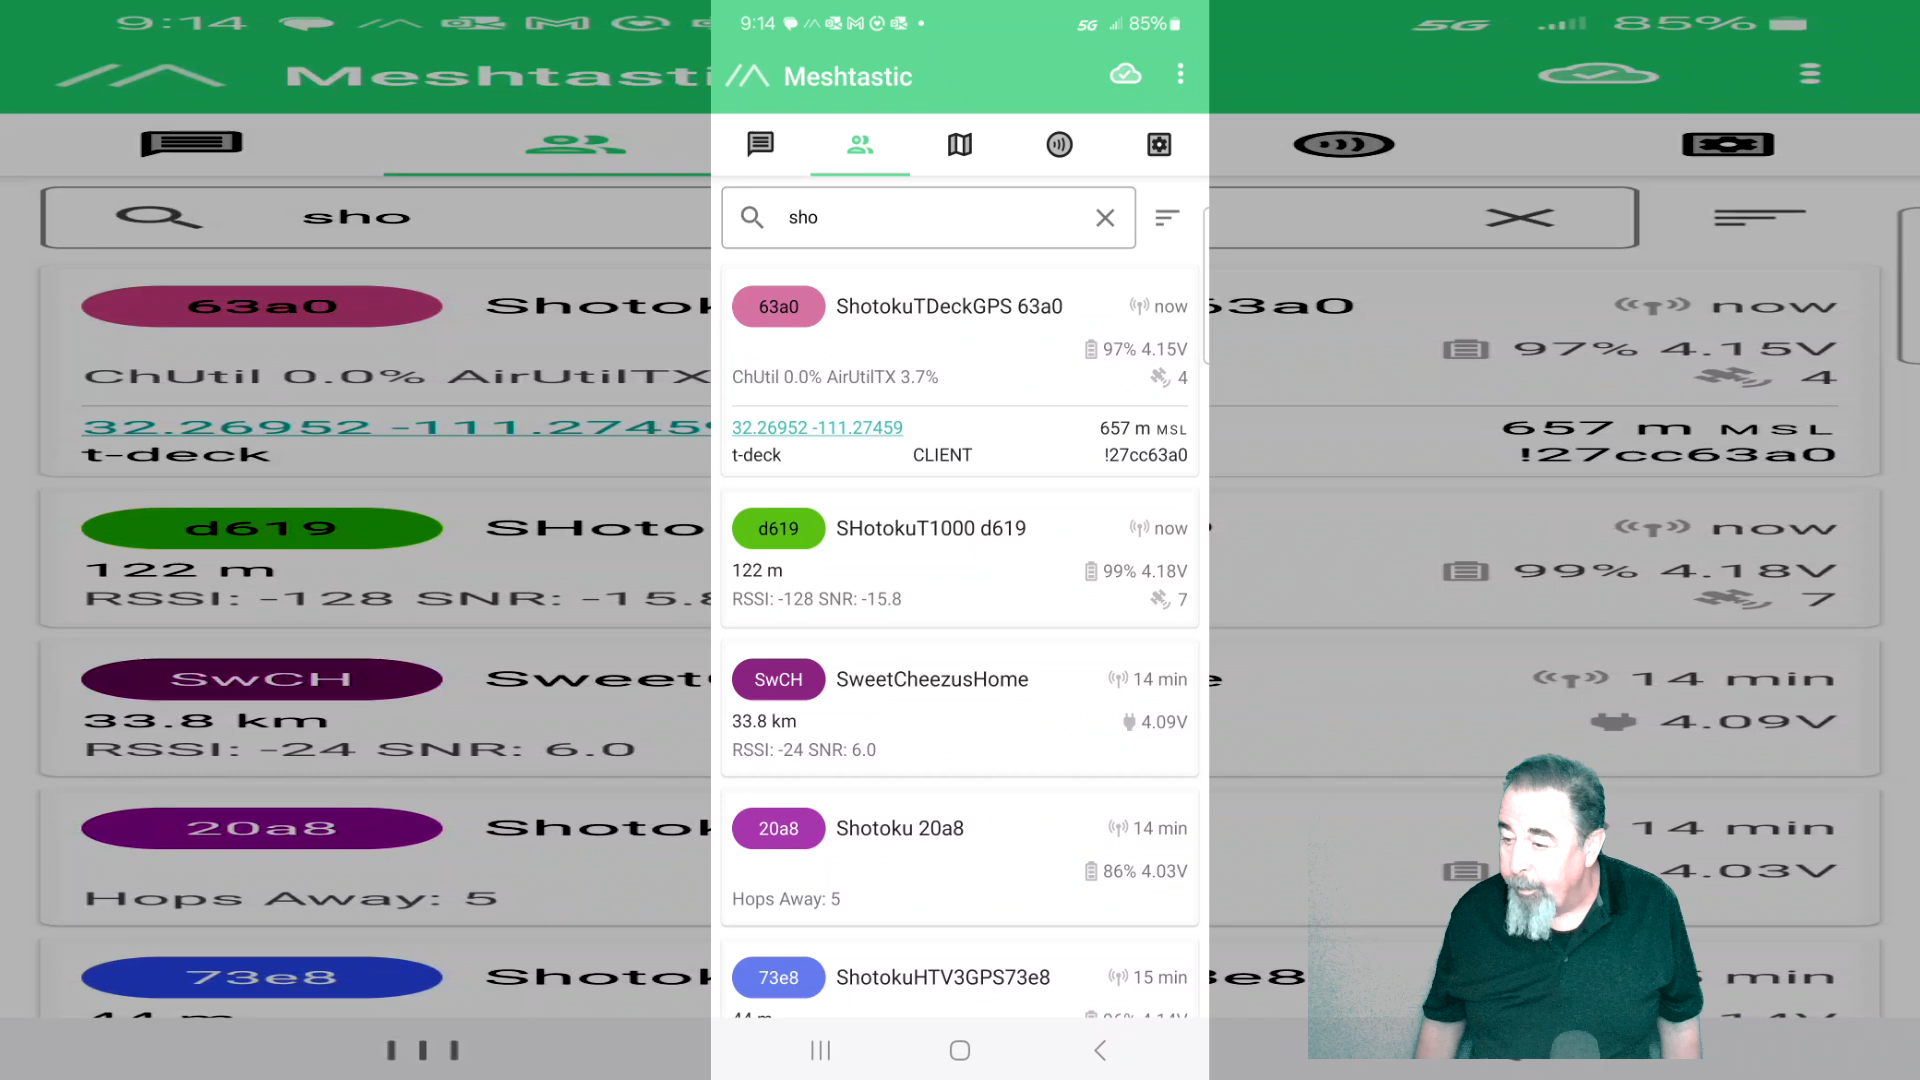 9:14 5G 85%
Meshtastic
sho
63a0 ShotokuTDeckGPS 63a0 now
97% 4.15V
ChUtil 0.0% AirUtilTX 3.7% 4
32.26952 -111.27459 657 m MSL
t-deck CLIENT !27cc63a0
d619 SHotokuT1000 d619 now
122 m 99% 4.18V
RSSI: -128 SNR: -15.8 7
SwCH SweetCheezusHome 14 min
33.8 km 4.09V
RSSI: -24 SNR: 6.0
20a8 Shotoku 20a8 14 min
86% 4.03V
Hops Away: 5
73e8 ShotokuHTV3GPS73e8 15 min
44 m